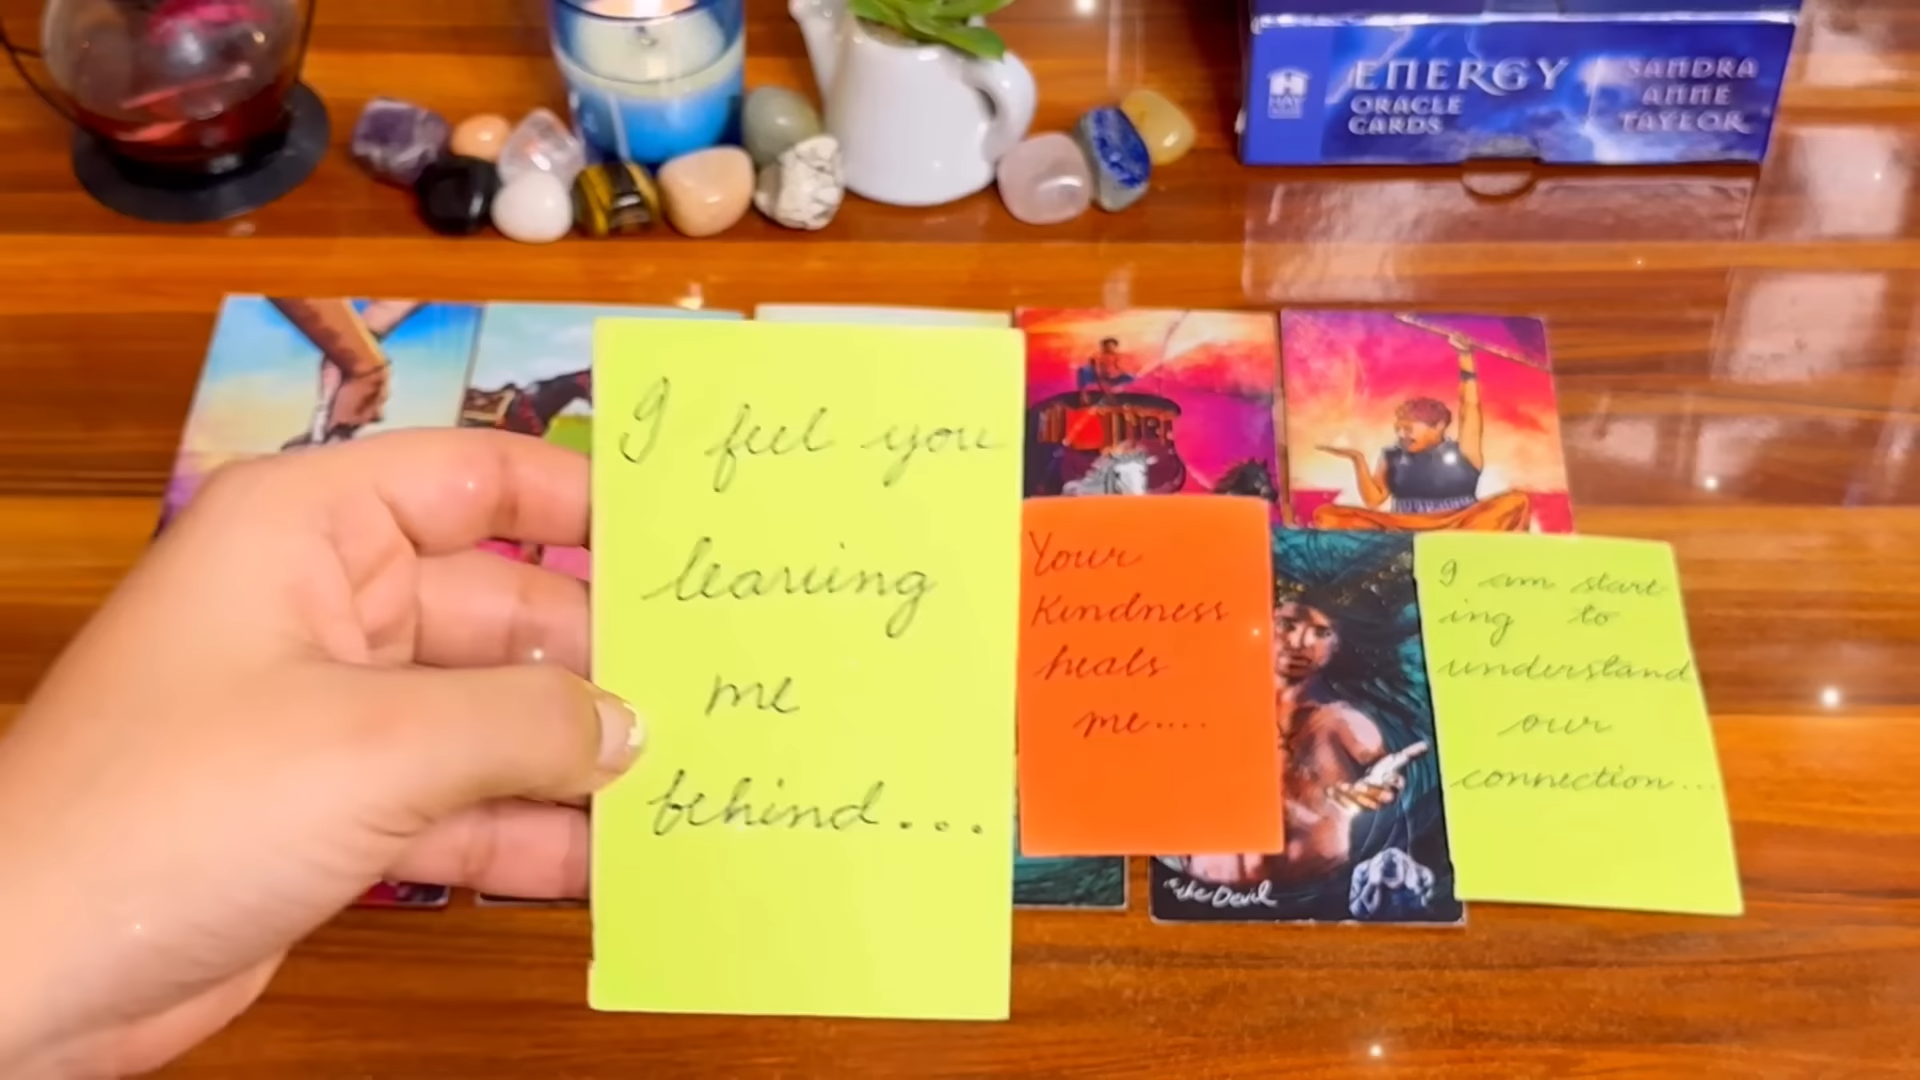 ENERGY
ORACLE
CARDS
SANDRA
ANNE
TAYLOR
HAY
I feel you
leaving
me
behind...
Your
Kindness
heals
me....
I am start
ing to
understand
our
connection...
the Devil